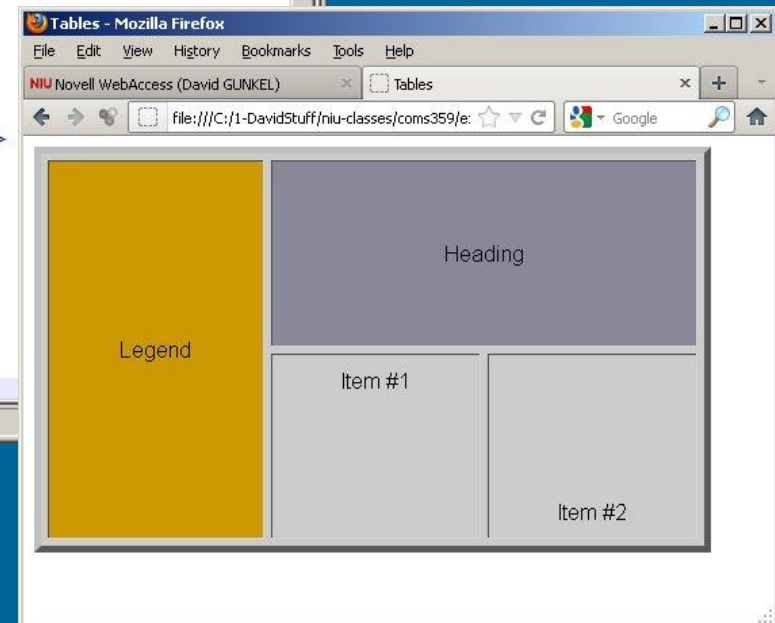 Tables - Mozilla Firefox
File Edit View History Bookmarks Tools Help
NIU Novell WebAccess (David GUNKEL) Tables
file:///C:/1-DavidStuff/niu-classes/coms359/e: Google
Heading
Legend
Item #1
Item #2